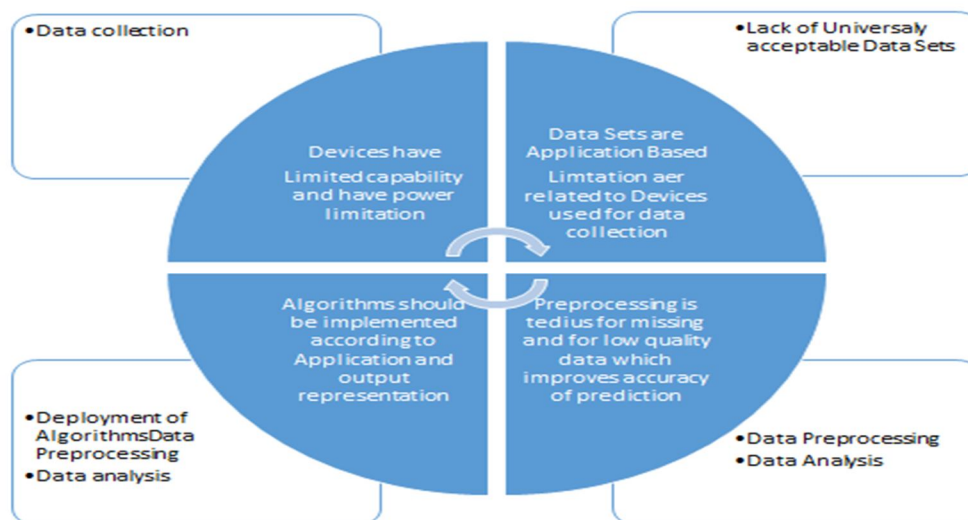 •Data collection
•Lack of Universaly
acceptable Data Sets
Devices have
Limited capability
and have power
limitation
Data Sets are
Application Based
Limtation aer
related to Devices
used for data
collection
Algorithms should
be implemented
according to
Application and
output
representation
Preprocessing is
tedius for missing
and for low quality
data which
improves accuracy
of prediction
•Deployment of
AlgorithmsData
Preprocessing
•Data analysis
•Data Preprocessing
•Data Analysis